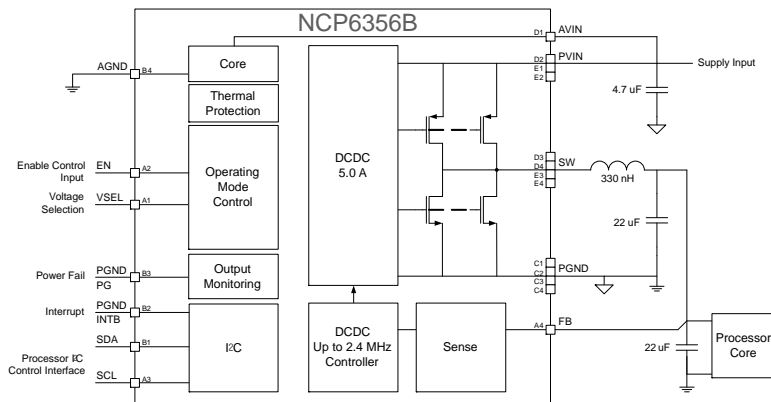 NCP6356B
D1
AVIN
AGND
B4
Core
D2
PVIN
E1
E2
Supply Input
Thermal
Protection
4.7 uF
DCDC
5.0 A
Enable Control
Input
EN
A2
Operating
Mode
Control
D3
SW
D4
E3
E4
330 nH
Voltage
Selection
VSEL
A1
22 uF
Power Fail
PGND
PG
B3
Output
Monitoring
C1
C2
PGND
C3
C4
Interrupt
PGND
INTB
B2
I²C
DCDC
Up to 2.4 MHz
Controller
Sense
A4
FB
SDA
B1
Processor I²C
Control Interface
SCL
A3
22 uF
Processor
Core